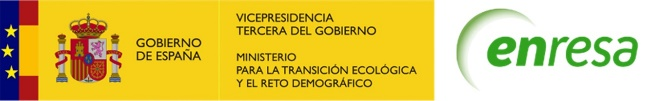 GOBIERNO
DE ESPAÑA
VICEPRESIDENCIA
TERCERA DEL GOBIERNO
MINISTERIO
PARA LA TRANSICIÓN ECOLÓGICA
Y EL RETO DEMOGRÁFICO
enresa